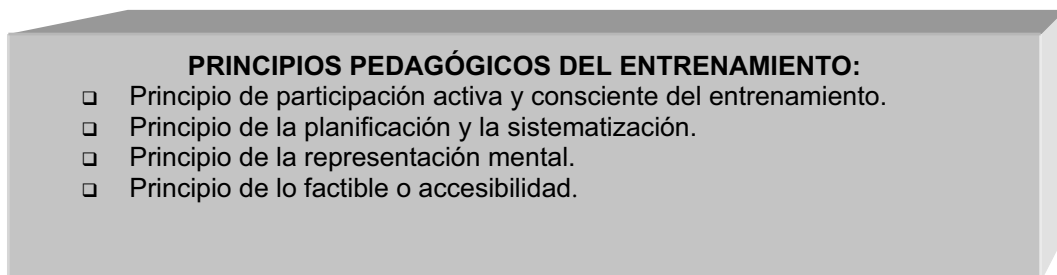 PRINCIPIOS PEDAGÓGICOS DEL ENTRENAMIENTO:
❑ Principio de participación activa y consciente del entrenamiento.
❑ Principio de la planificación y la sistematización.
❑ Principio de la representación mental.
❑ Principio de lo factible o accesibilidad.